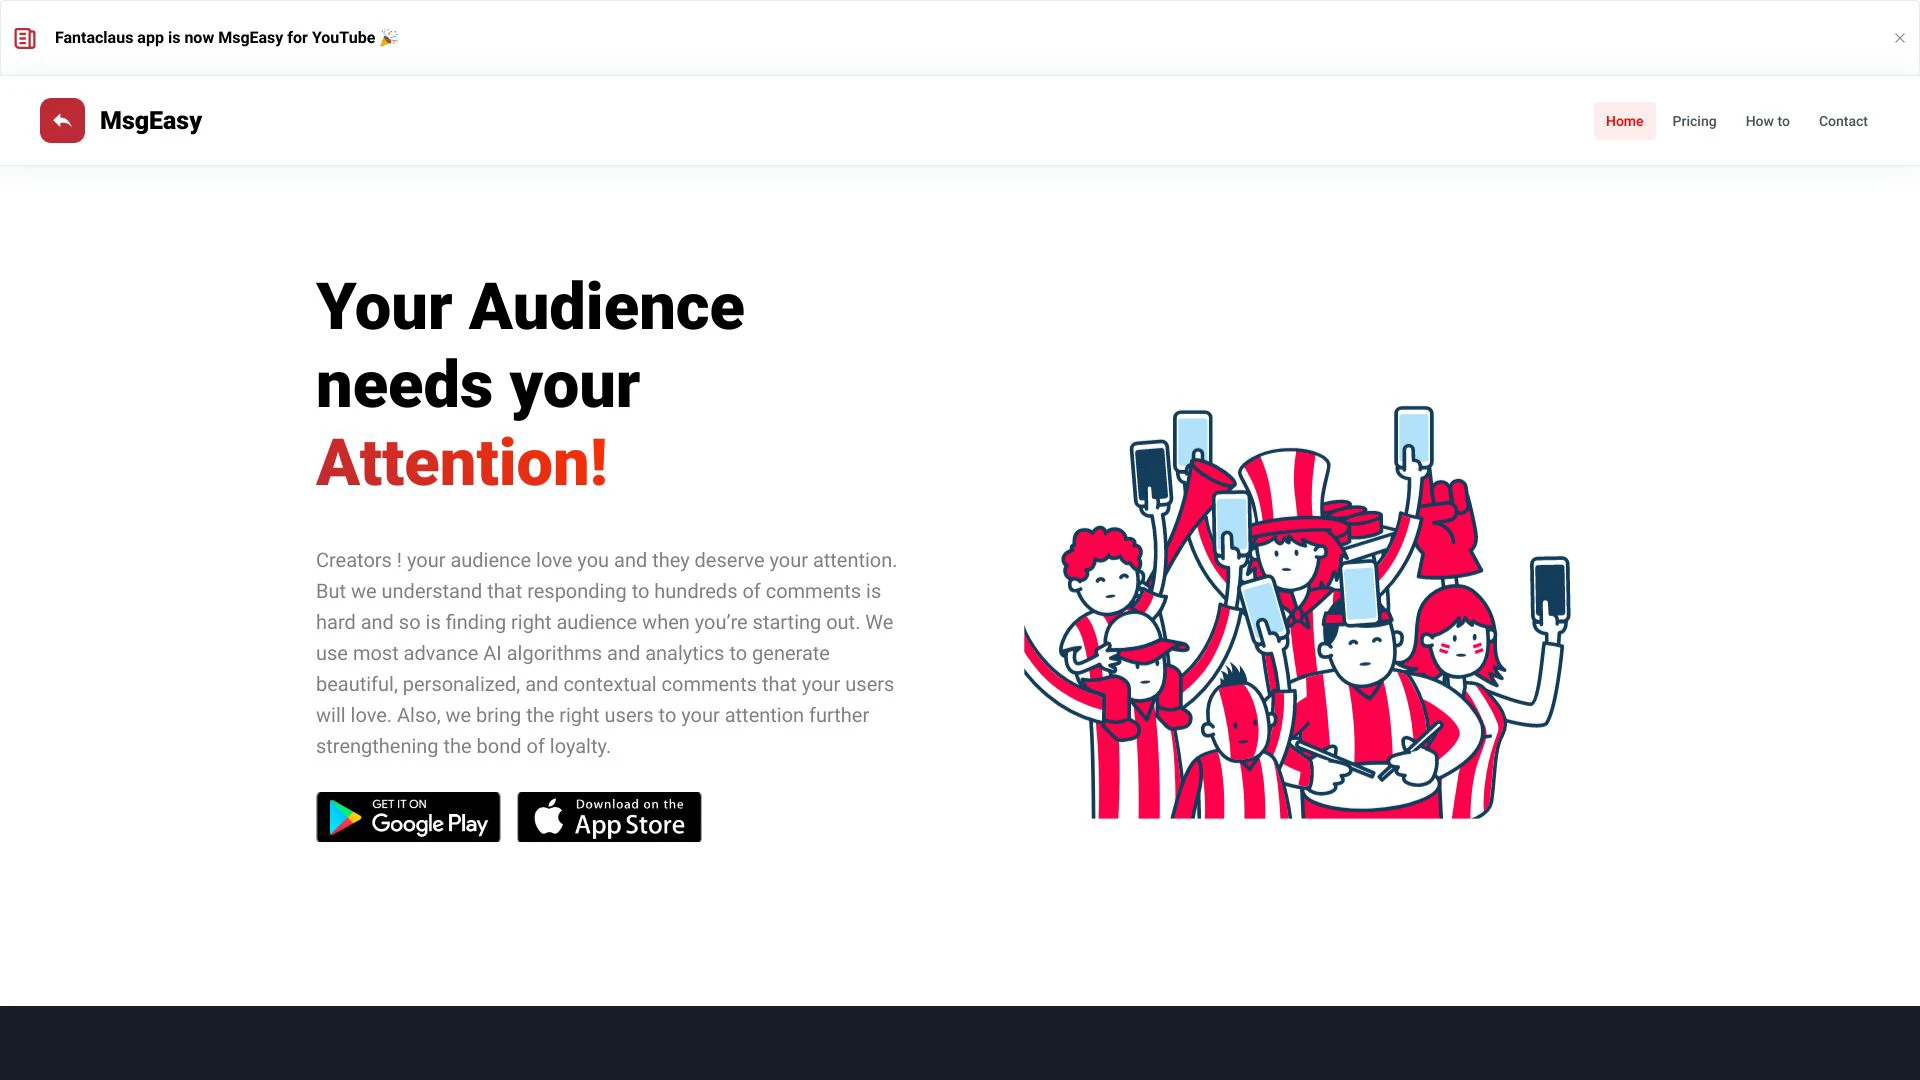 Fantaclaus app is now MsgEasy for YouTube 🎉
MsgEasy
Home
Pricing
How to
Contact
Your Audience
needs your
Attention!
Creators ! your audience love you and they deserve your attention.
But we understand that responding to hundreds of comments is
hard and so is finding right audience when you’re starting out. We
use most advance AI algorithms and analytics to generate
beautiful, personalized, and contextual comments that your users
will love. Also, we bring the right users to your attention further
strengthening the bond of loyalty.
GET IT ON
Google Play
Download on the
App Store